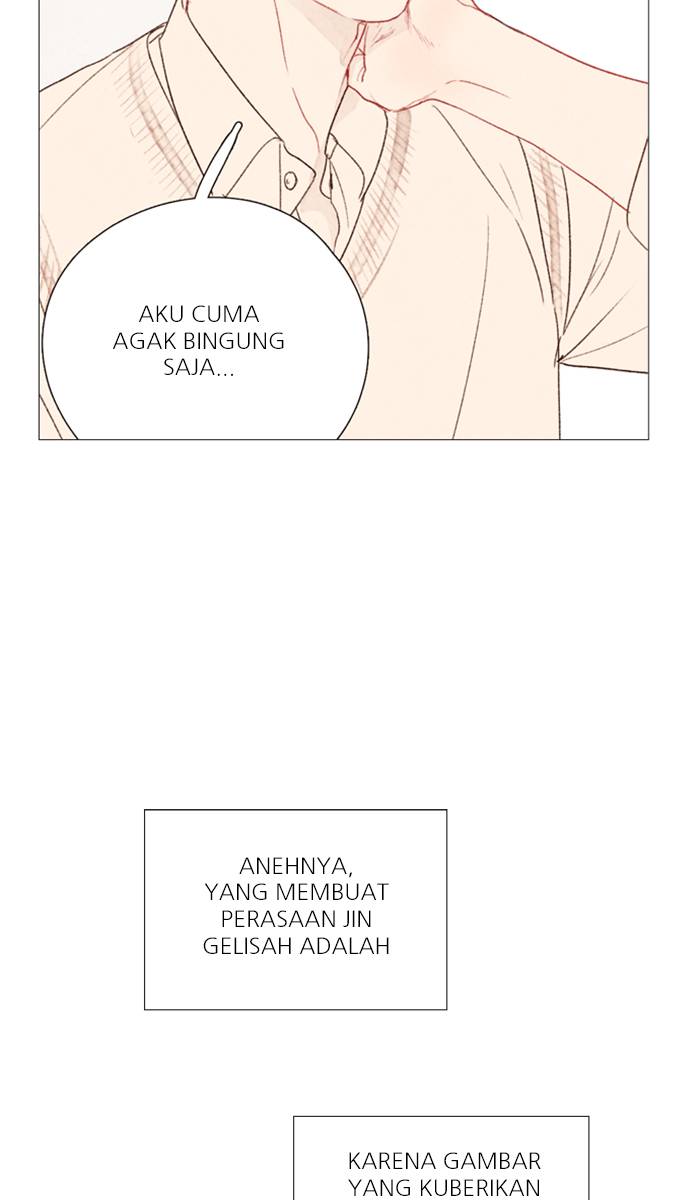 AKU CUMA
AGAK BINGUNG
SAJA...
ANEHNYA,
YANG MEMBUAT
PERASAAN JIN
GELISAH ADALAH
KARENA GAMBAR
YANG KUBERIKAN